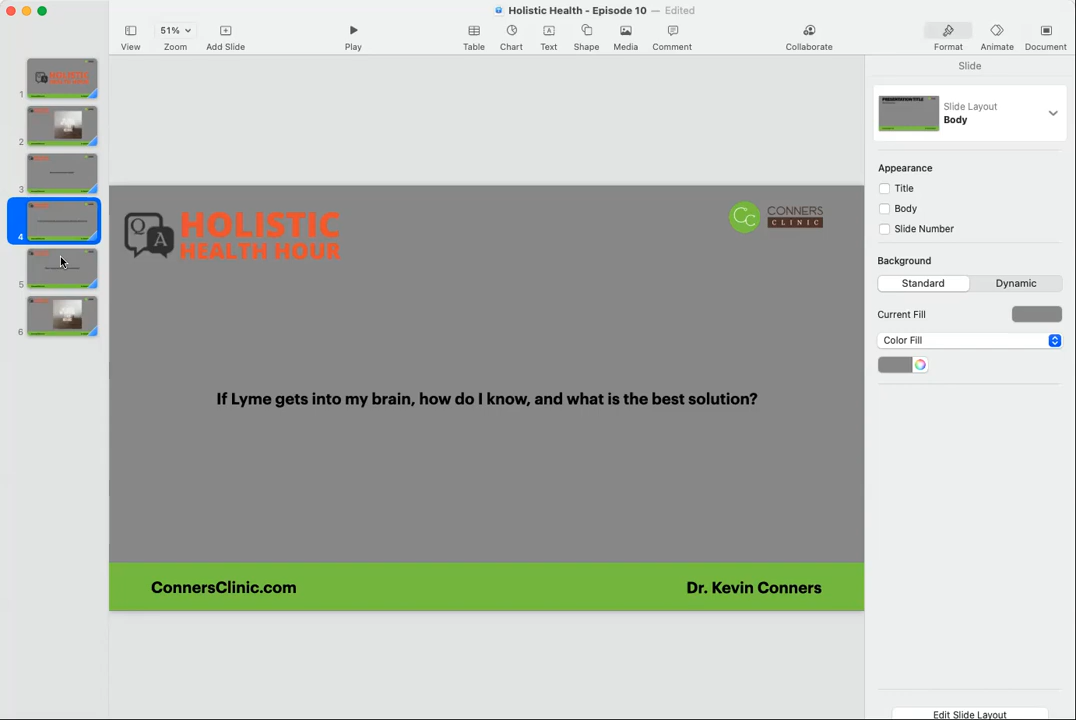 Holistic Health - Episode 10 — Edited
View
51%
Zoom
Add Slide
Play
Table
Chart
Text
Shape
Media
Comment
Collaborate
Format
Animate
Document
1
2
3
4
5
6
Q A HOLISTIC
HEALTH HOUR
CC CONNERS
CLINIC
If Lyme gets into my brain, how do I know, and what is the best solution?
ConnersClinic.com
Dr. Kevin Conners
Slide
PRESENTATION TITLE
Slide Layout
Body
Appearance
Title
Body
Slide Number
Background
Standard
Dynamic
Current Fill
Color Fill
Edit Slide Layout